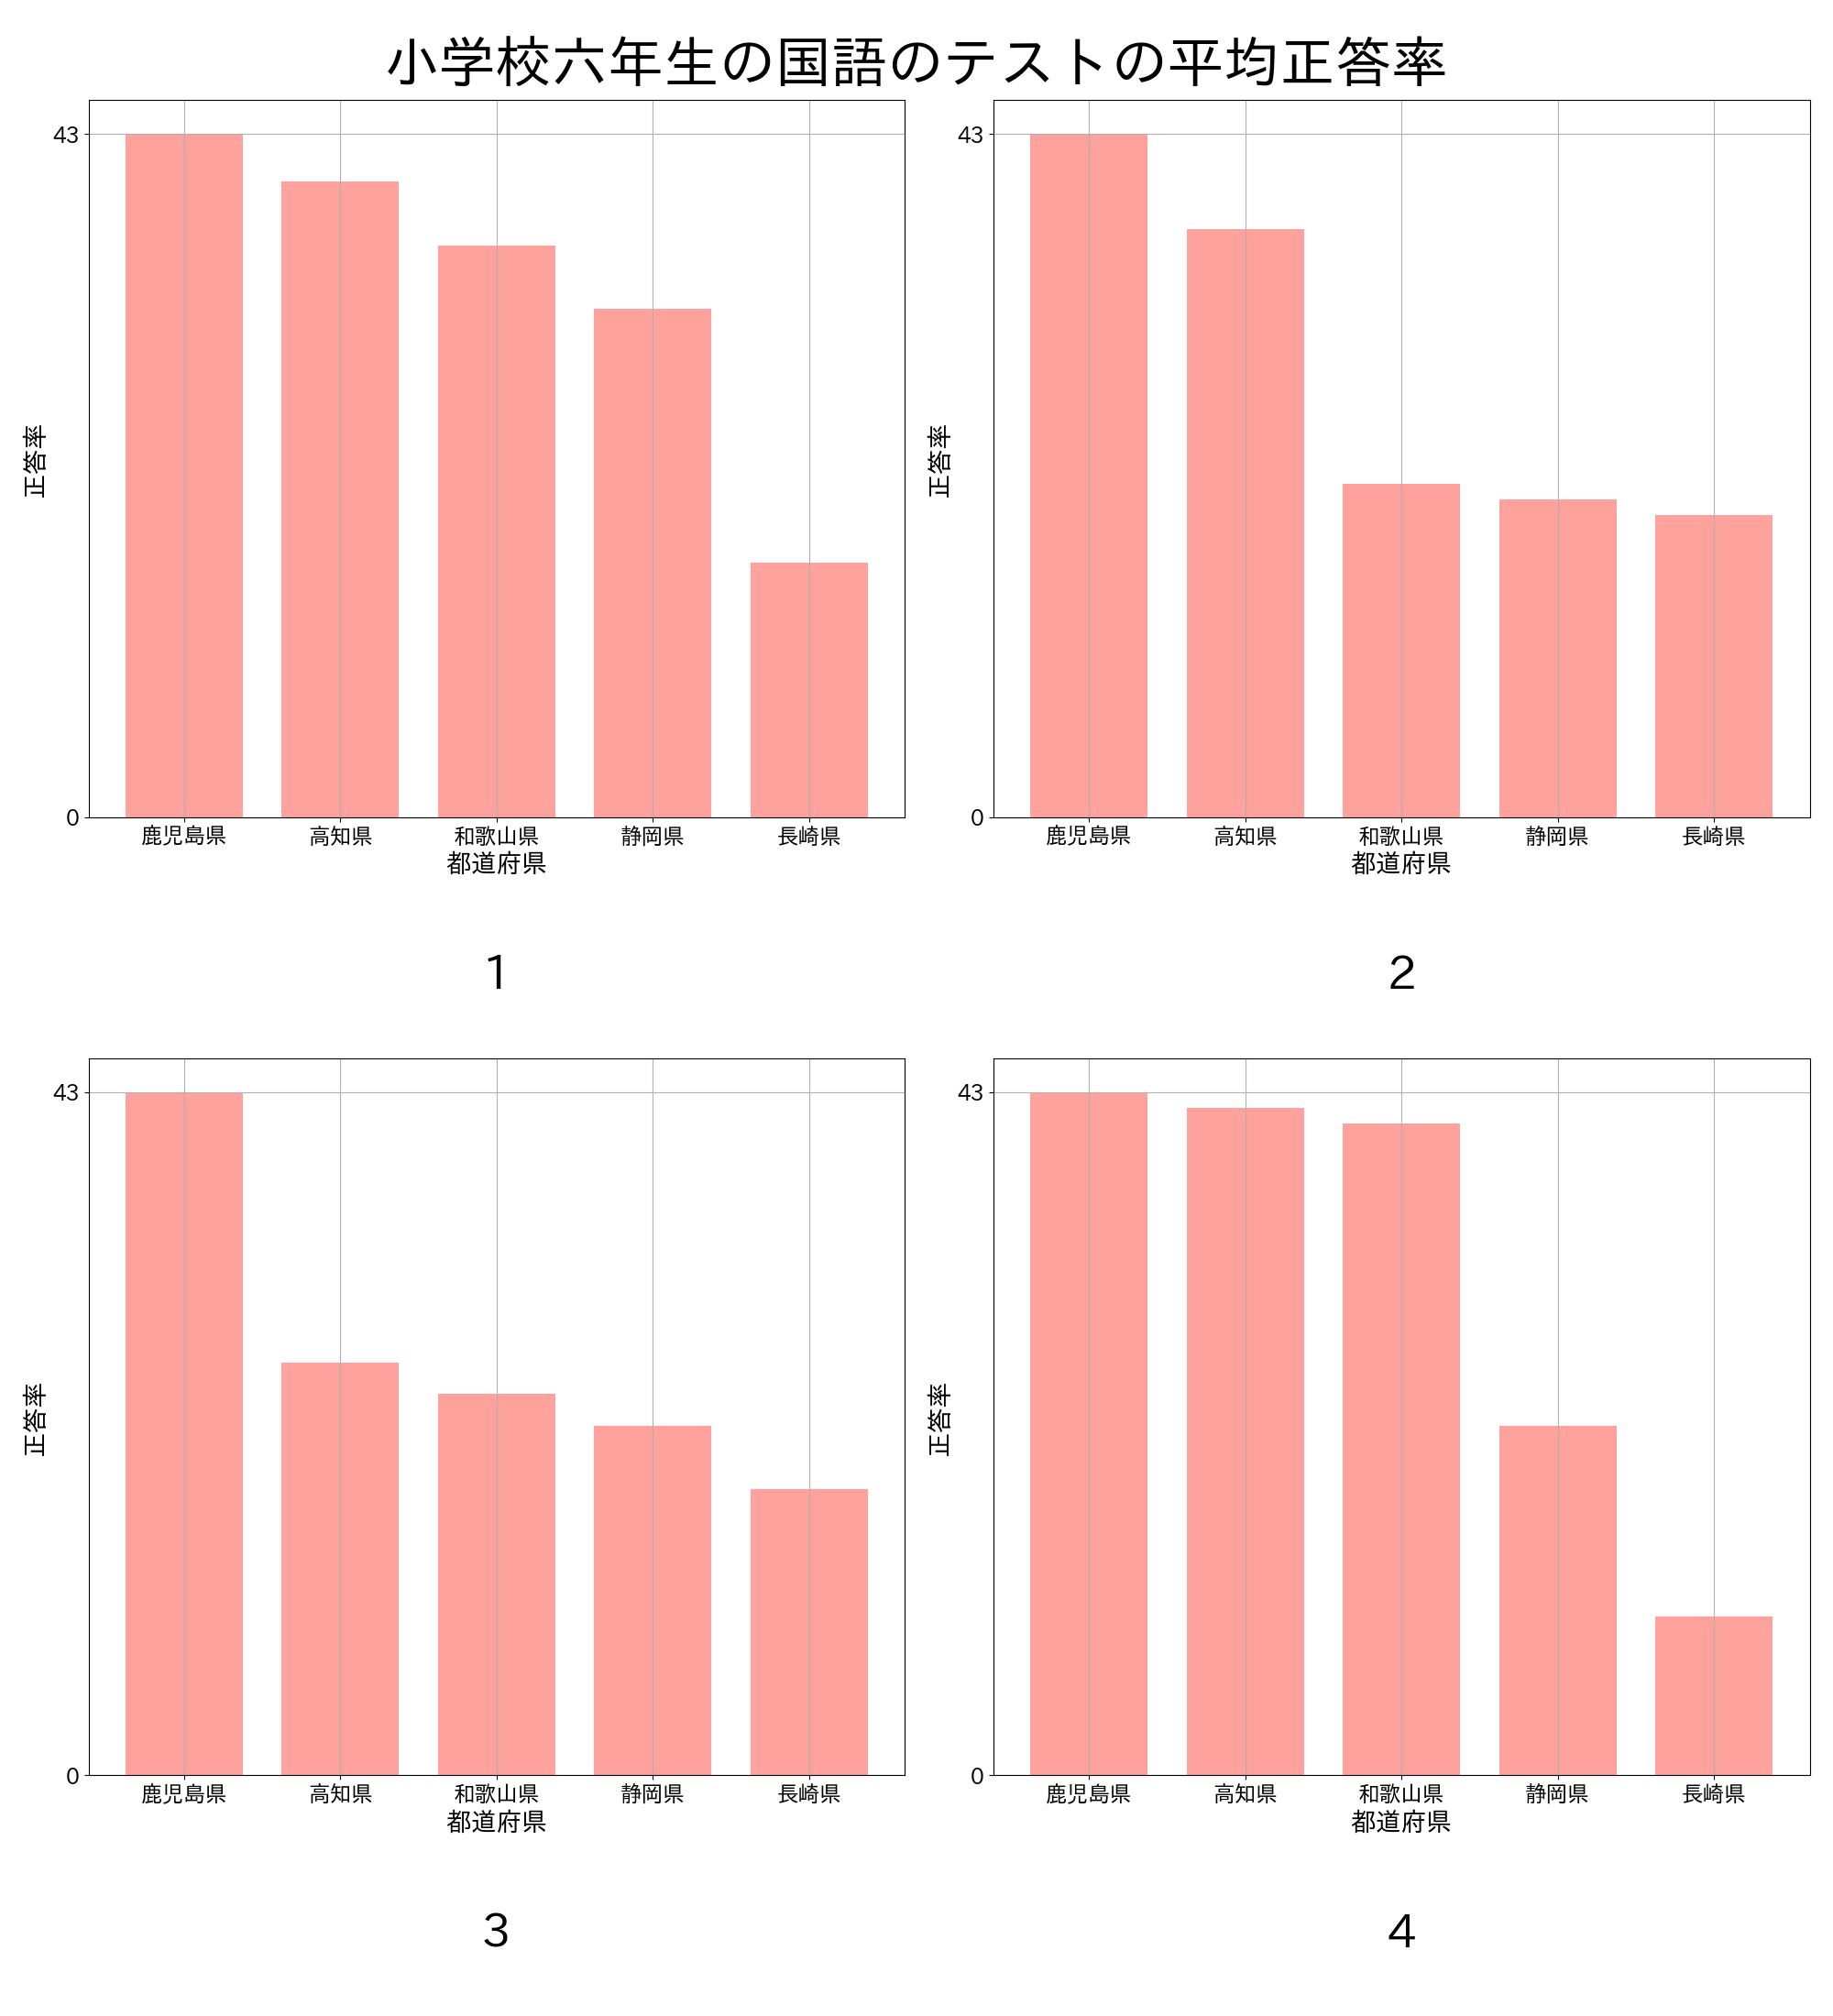 小学校六年生の国語のテストの平均正答率
43
正答率
0
鹿児島県 高知県 和歌山県 静岡県 長崎県
都道府県
1
43
正答率
0
鹿児島県 高知県 和歌山県 静岡県 長崎県
都道府県
2
43
正答率
0
鹿児島県 高知県 和歌山県 静岡県 長崎県
都道府県
3
43
正答率
0
鹿児島県 高知県 和歌山県 静岡県 長崎県
都道府県
4